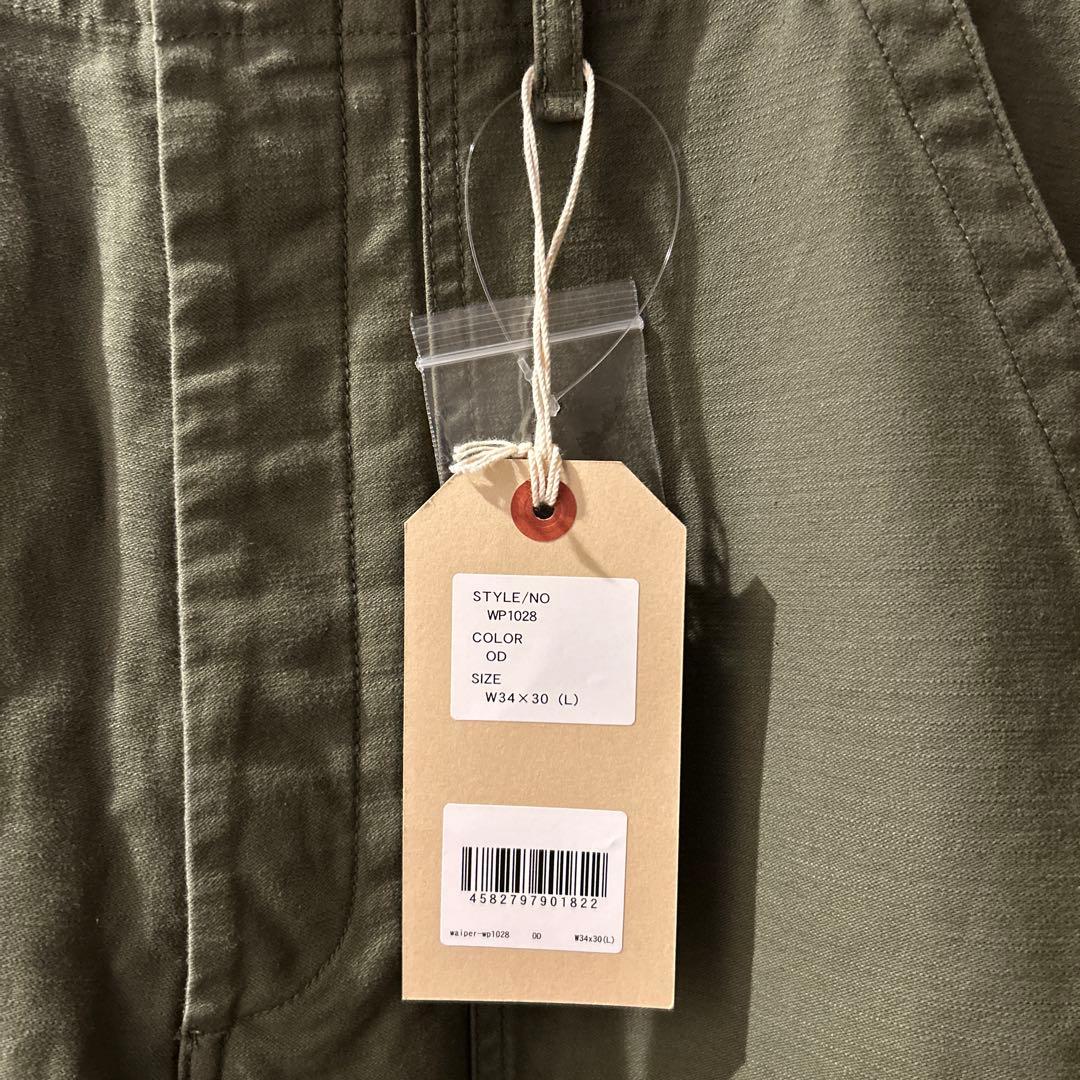 STYLE/NO
WP1028
COLOR
OD
SIZE
W34×30 (L)
4582797901822
waiper-wp1028 OD W34x30(L)